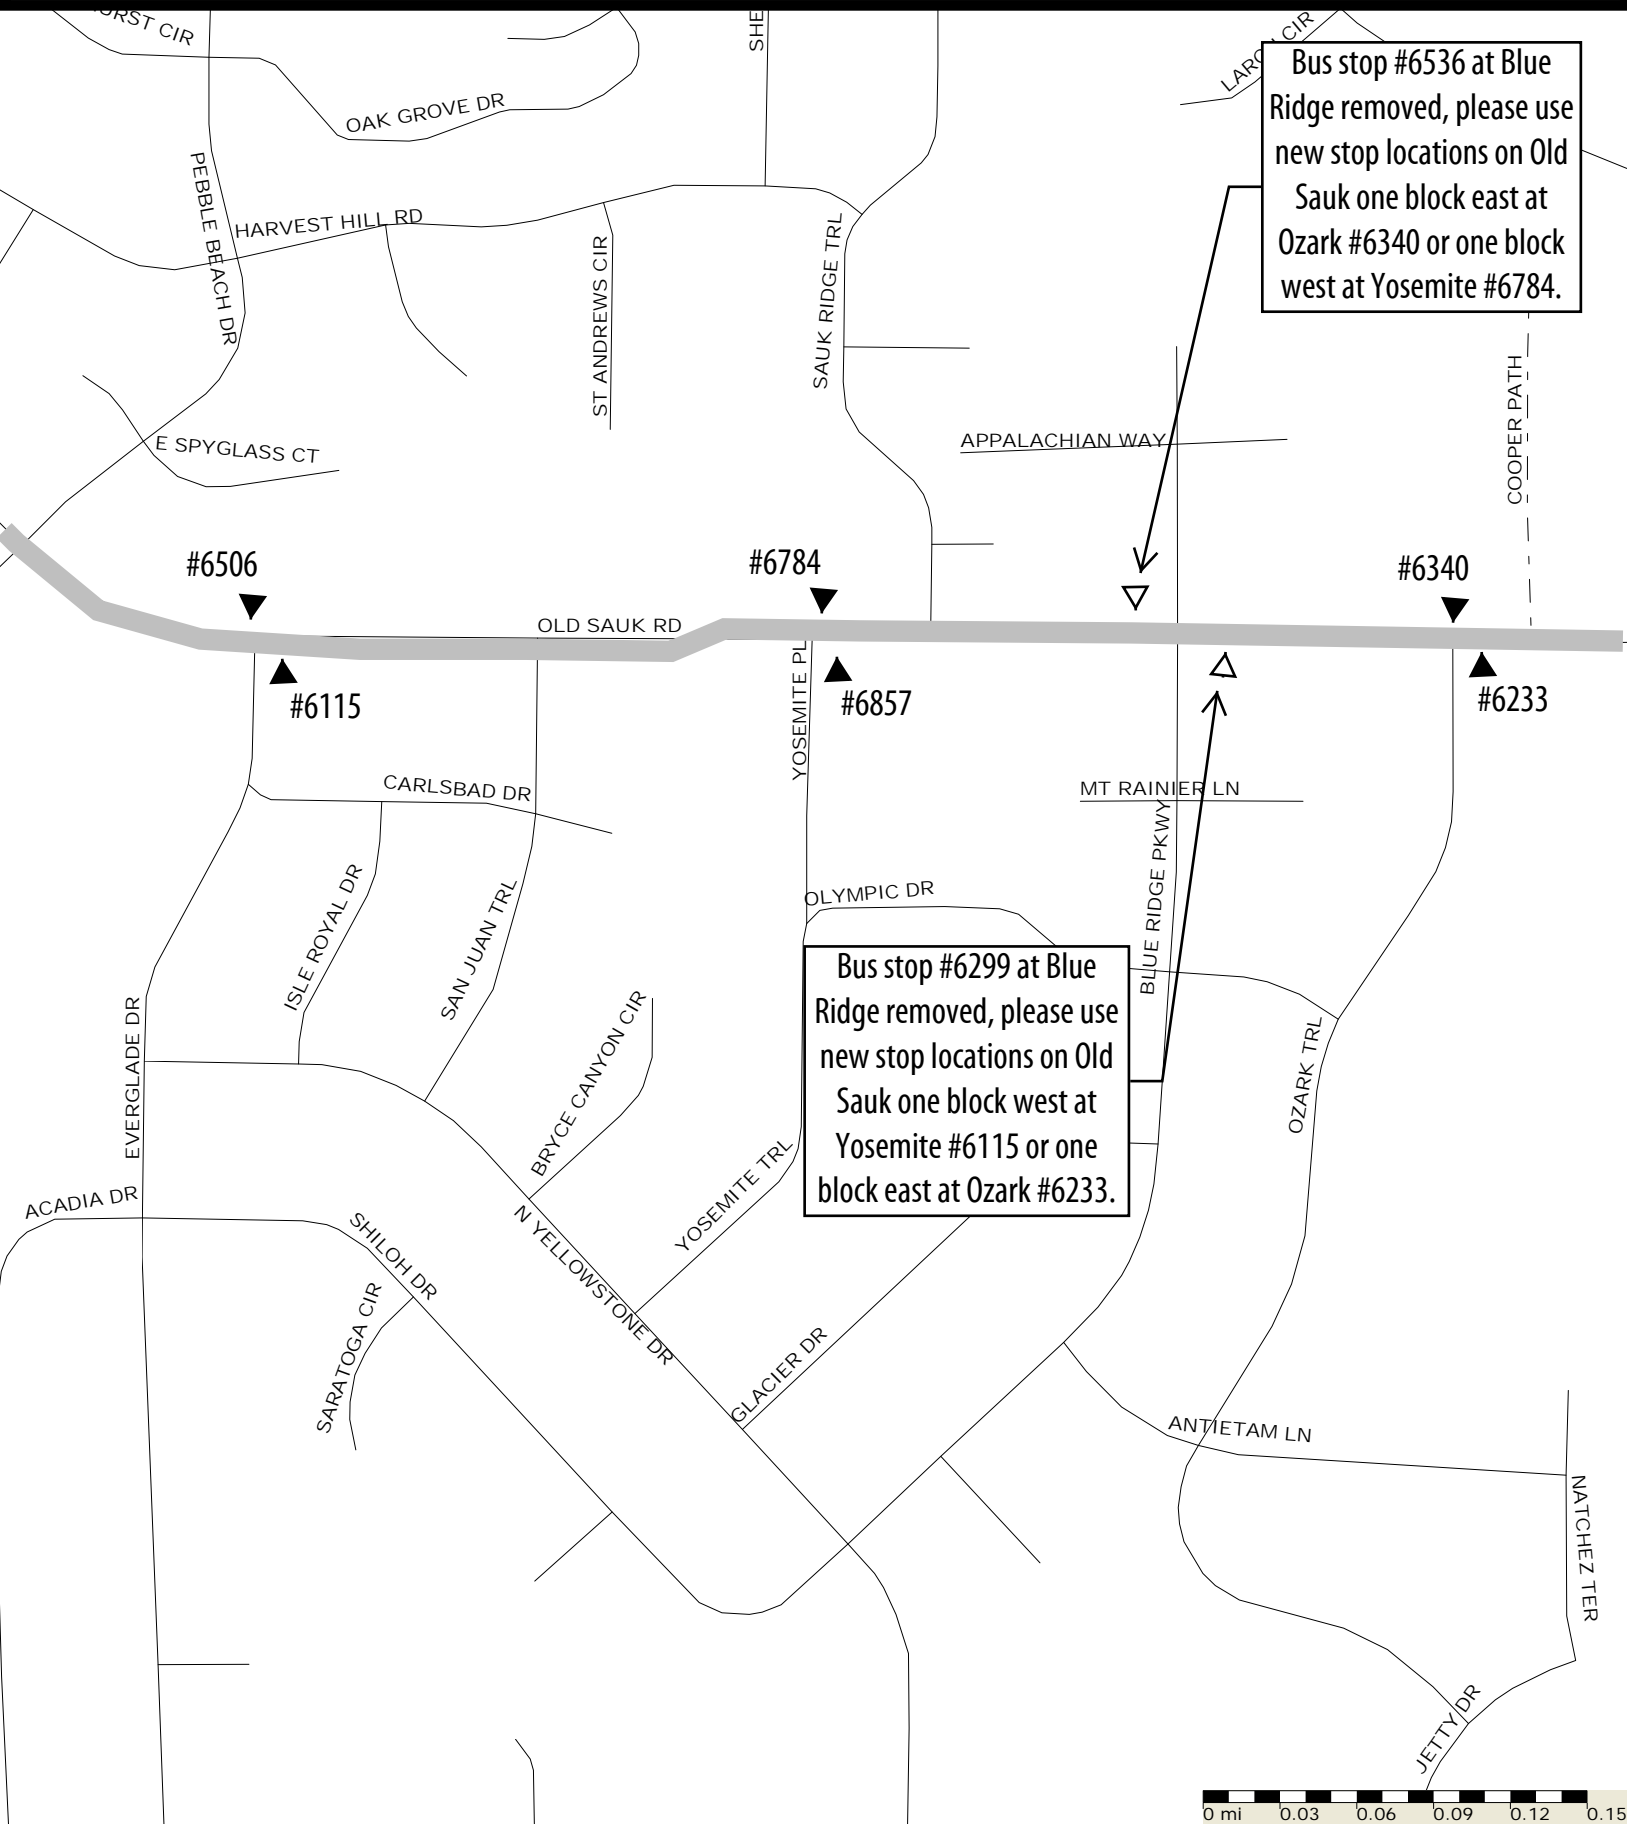 CIR
OAK GROVE DR
PEBBLE BEACH DR
HARVEST HILL RD
ST ANDREWS CIR
SAUK RIDGE TRL
CIR
Bus stop #6536 at Blue
Ridge removed, please use
new stop locations on Old
Sauk one block east at
Ozark #6340 or one block
west at Yosemite #6784.
COOPER PATH
APPALACHIAN WAY
E SPYGLASS CT
#6506
#6784
#6340
OLD SAUK RD
#6115
#6857
#6233
YOSEMITE PL
CARLSBAD DR
MT RAINIER LN
ISLE ROYAL DR
SAN JUAN TRL
OLYMPIC DR
BLUE RIDGE PKWY
Bus stop #6299 at Blue
Ridge removed, please use
new stop locations on Old
Sauk one block west at
Yosemite #6115 or one
block east at Ozark #6233.
EVERGLADE DR
BRYCE CANYON CIR
OZARK TRL
YOSEMITE TRL
ACADIA DR
SHILOH DR
N YELLOWSTONE DR
SARATOGA CIR
GLACIER DR
ANTIETAM LN
NATCHEZ TER
JETTY DR
0 mi 0.03 0.06 0.09 0.12 0.15